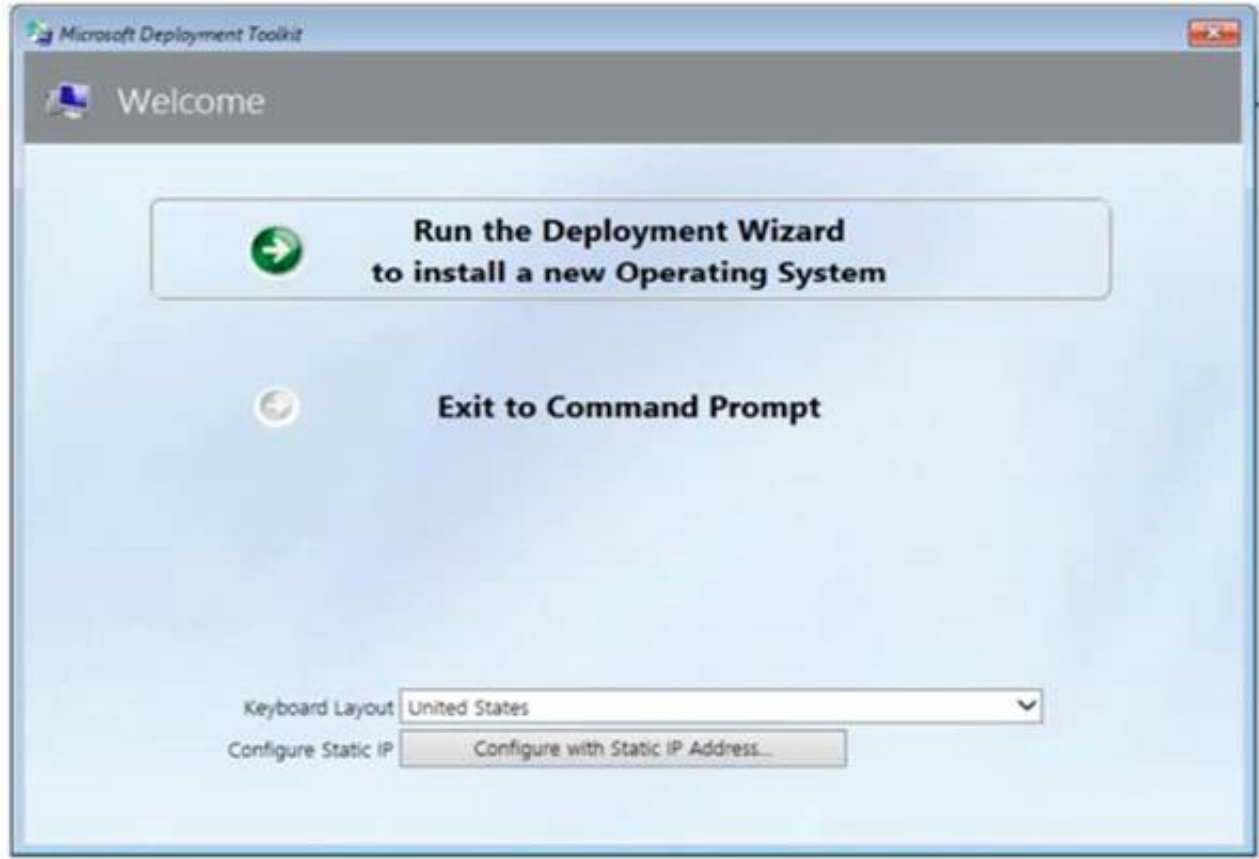 Microsoft Deployment Toolkit
Welcome
Run the Deployment Wizard
to install a new Operating System
Exit to Command Prompt
Keyboard Layout United States
Configure Static IP Configure with Static IP Address...